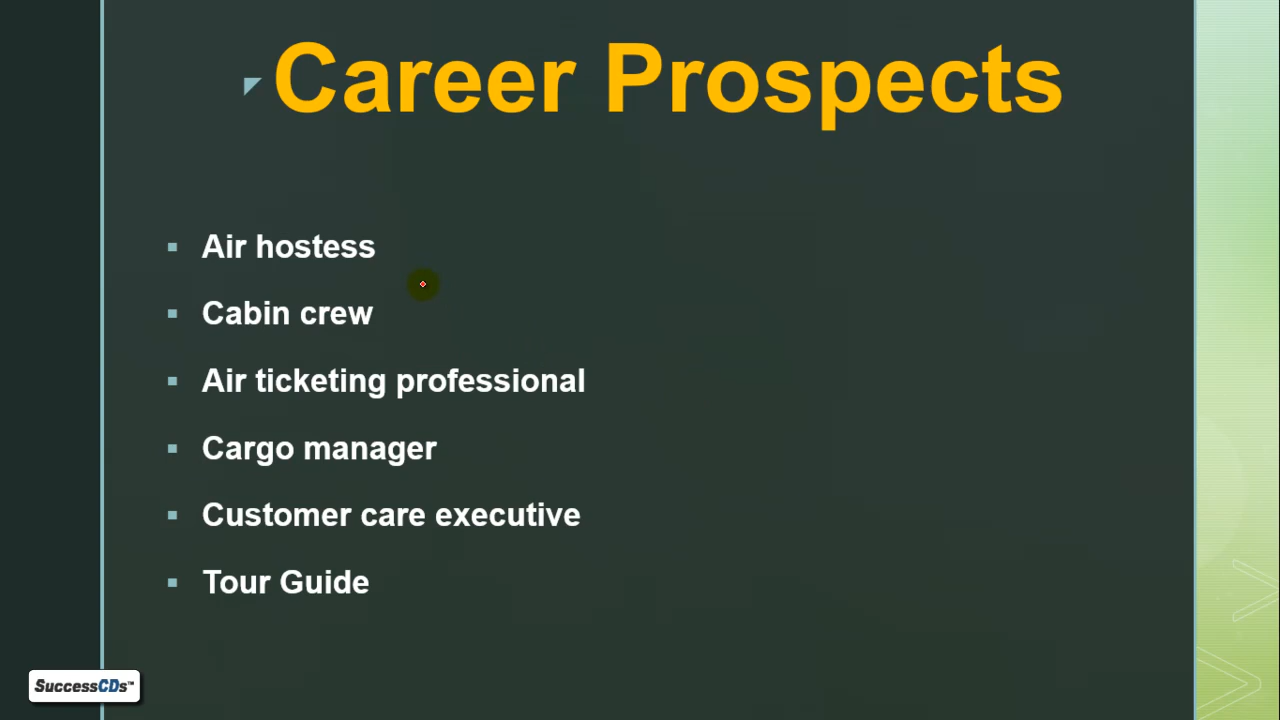 Career Prospects
Air hostess
Cabin crew
Air ticketing professional
Cargo manager
Customer care executive
Tour Guide
SuccessCDs™